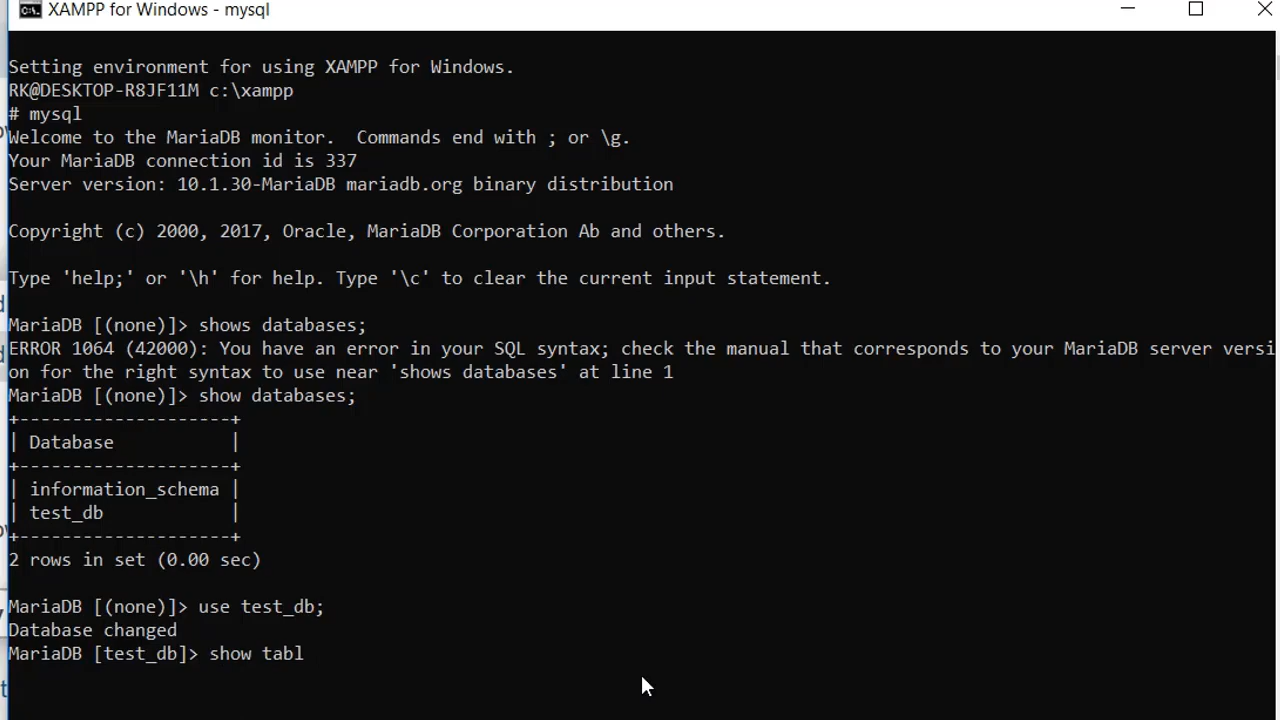 XAMPP for Windows - mysql
Setting environment for using XAMPP for Windows.
RK@DESKTOP-R8JF11M c:\xampp
# mysql
Welcome to the MariaDB monitor.  Commands end with ; or \g.
Your MariaDB connection id is 337
Server version: 10.1.30-MariaDB mariadb.org binary distribution
Copyright (c) 2000, 2017, Oracle, MariaDB Corporation Ab and others.
Type 'help;' or '\h' for help. Type '\c' to clear the current input statement.
MariaDB [(none)]> shows databases;
ERROR 1064 (42000): You have an error in your SQL syntax; check the manual that corresponds to your MariaDB server versi
on for the right syntax to use near 'shows databases' at line 1
MariaDB [(none)]> show databases;
+--------------------+
| Database           |
+--------------------+
| information_schema |
| test_db            |
+--------------------+
2 rows in set (0.00 sec)
MariaDB [(none)]> use test_db;
Database changed
MariaDB [test_db]> show tabl